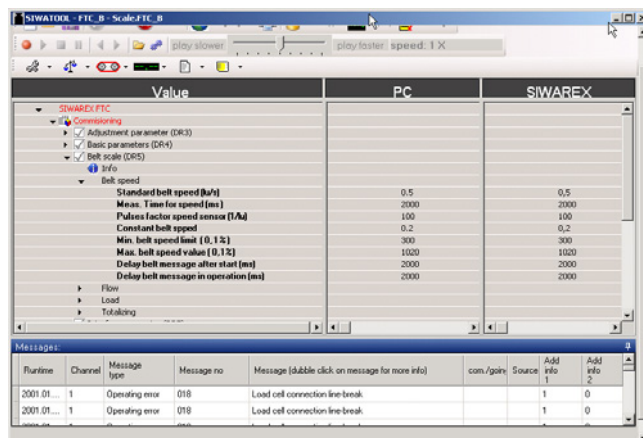 SIWATOOL - FTC_B - Scale.FTC_B
play slower play faster speed: 1 X
Value PC SIWAREX
SIWAREX FTC
Commisioning
Adjustment parameter (DR3)
Basic parameters (DR4)
Belt scale (DR5)
Info
Belt speed
Standard belt speed (lu/s) 0.5 0,5
Meas. Time for speed (ms) 2000 2000
Pulses factor speed sensor (1/lu) 100 100
Constant belt spped 0.2 0,2
Min. belt speed limit ( 0,1%) 300 300
Max. belt speed value ( 0,1%) 1020 1020
Delay belt message after start (ms) 2000 2000
Delay belt message in operation (ms) 2000 2000
Flow
Load
Totalizing
Messages:
Runtime Channel Message type Message no Message (dubble click on message for more info) com./going Source Add info 1 Add info 2
2001.01.... 1 Operating error 018 Load cell connection line-break 1 0
2001.01.... 1 Operating error 018 Load cell connection line-break 1 0